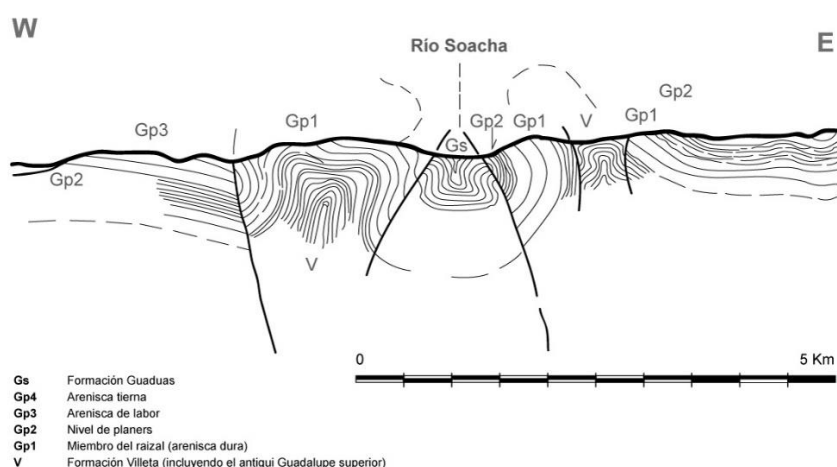 W
E
Río Soacha
Gp3
Gp1
Gp2
Gp1
V
Gp1
Gp2
Gs
Gp2
V
0
5 Km
Gs Formación Guaduas
Gp4 Arenisca tierna
Gp3 Arenisca de labor
Gp2 Nivel de planers
Gp1 Miembro del raizal (arenisca dura)
V Formación Villeta (incluyendo el antiqui Guadalupe superior)